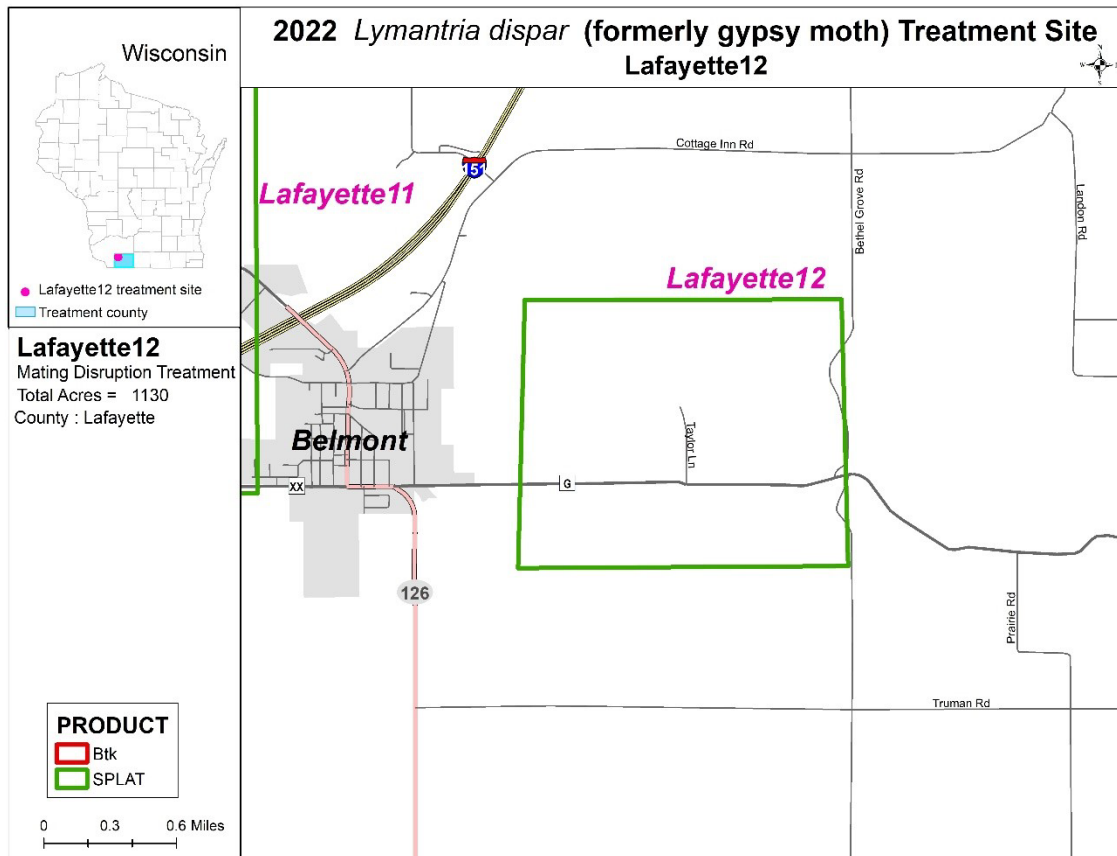 2022 Lymantria dispar (formerly gypsy moth) Treatment Site
Lafayette12
Wisconsin
Lafayette12 treatment site
Treatment county
Lafayette12
Mating Disruption Treatment
Total Acres = 1130
County : Lafayette
PRODUCT
Btk
SPLAT
0 0.3 0.6 Miles
Cottage Inn Rd
151
Lafayette11
Bethel Grove Rd
Landon Rd
Lafayette12
Belmont
Taylor Ln
XX
G
126
Prairie Rd
Truman Rd